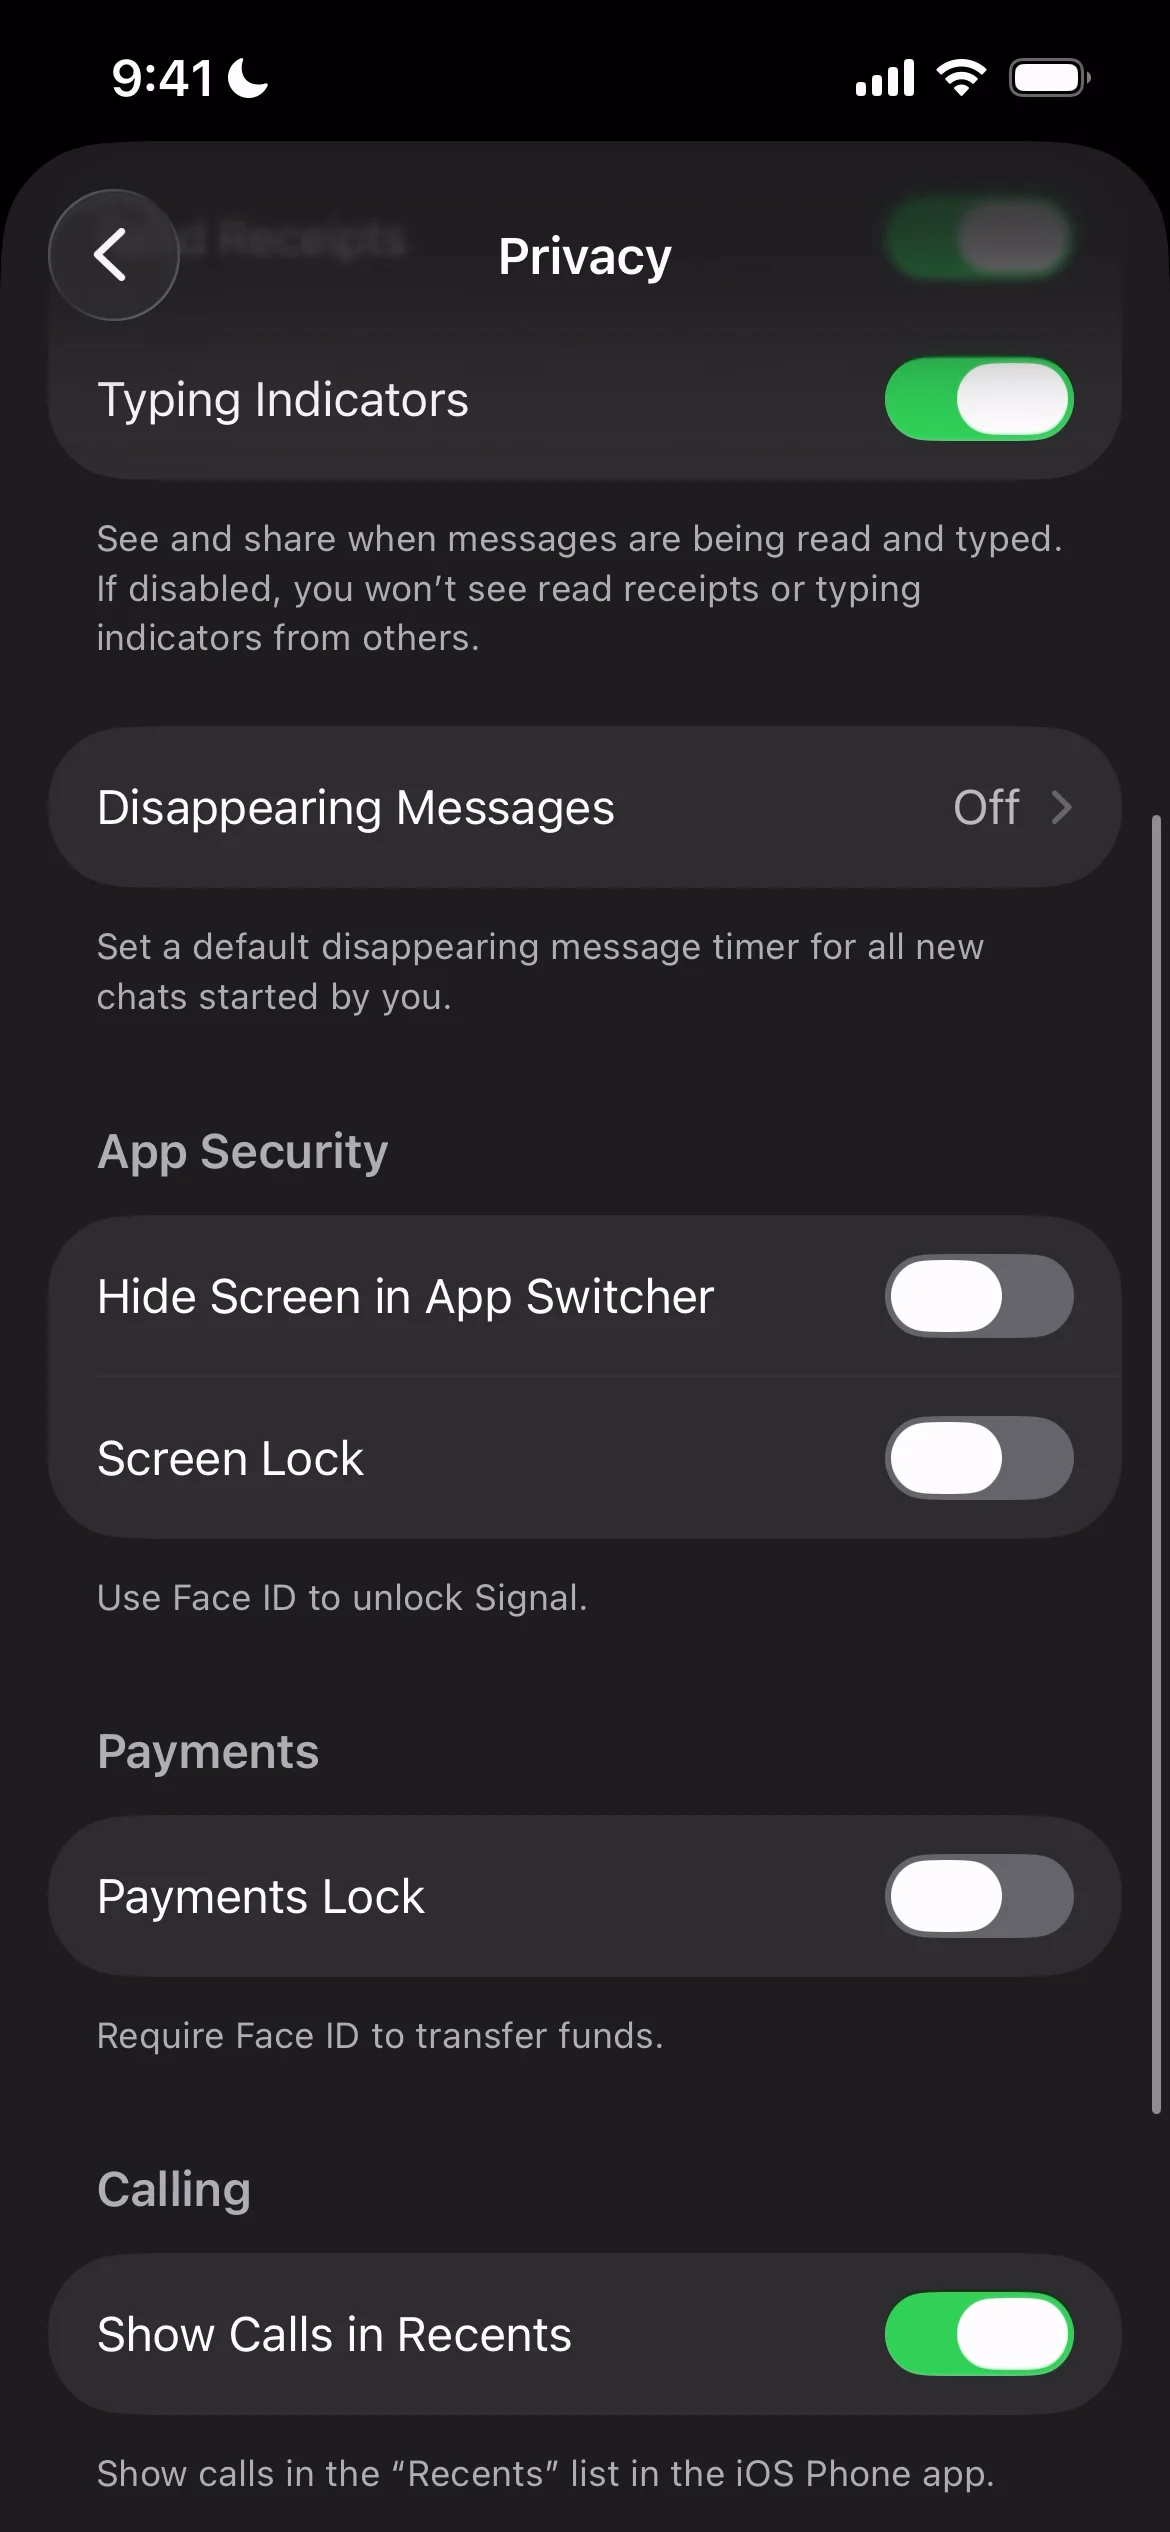 9:41
Receipts
Privacy
Typing Indicators
See and share when messages are being read and typed.
If disabled, you won’t see read receipts or typing
indicators from others.
Disappearing Messages
Off
Set a default disappearing message timer for all new
chats started by you.
App Security
Hide Screen in App Switcher
Screen Lock
Use Face ID to unlock Signal.
Payments
Payments Lock
Require Face ID to transfer funds.
Calling
Show Calls in Recents
Show calls in the “Recents” list in the iOS Phone app.